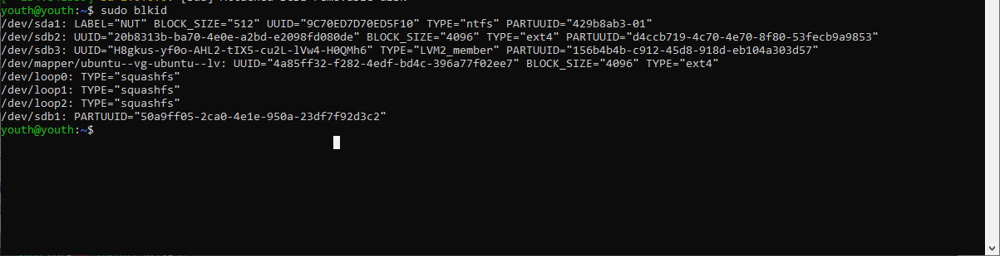 youth@youth:~$ sudo blkid
/dev/sda1: LABEL="NUT" BLOCK_SIZE="512" UUID="9C70ED7D70ED5F10" TYPE="ntfs" PARTUUID="429b8ab3-01"
/dev/sdb2: UUID="20b8313b-ba70-4e0e-a2bd-e2098fd080de" BLOCK_SIZE="4096" TYPE="ext4" PARTUUID="d4ccb719-4c70-4e70-8f80-53fecb9a9853"
/dev/sdb3: UUID="H8gkus-yf0o-AHL2-tIX5-cu2L-lVw4-H0QMh6" TYPE="LVM2_member" PARTUUID="156b4b4b-c912-45d8-918d-eb104a303d57"
/dev/mapper/ubuntu--vg-ubuntu--lv: UUID="4a85ff32-f282-4edf-bd4c-396a77f02ee7" BLOCK_SIZE="4096" TYPE="ext4"
/dev/loop0: TYPE="squashfs"
/dev/loop1: TYPE="squashfs"
/dev/loop2: TYPE="squashfs"
/dev/sdb1: PARTUUID="50a9ff05-2ca0-4e1e-950a-23df7f92d3c2"
youth@youth:~$